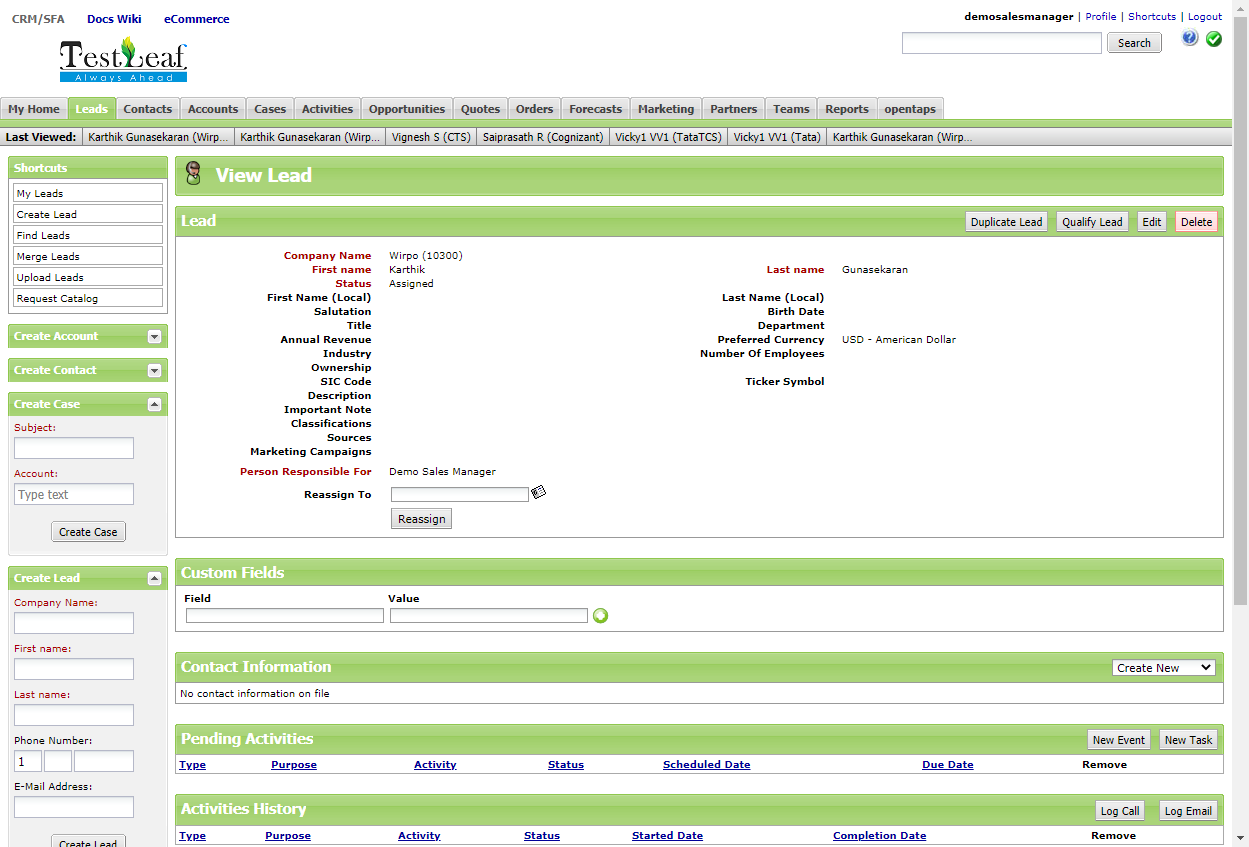 CRM/SFA Docs Wiki eCommerce
demosalesmanager | Profile | Shortcuts | Logout
TestLeaf
Always Ahead
Search
My Home Leads Contacts Accounts Cases Activities Opportunities Quotes Orders Forecasts Marketing Partners Teams Reports opentaps
Last Viewed: Karthik Gunasekaran (Wirp... Karthik Gunasekaran (Wirp... Vignesh S (CTS) Saiprasath R (Cognizant) Vicky1 VV1 (TataTCS) Vicky1 VV1 (Tata) Karthik Gunasekaran (Wirp...
Shortcuts
My Leads
Create Lead
Find Leads
Merge Leads
Upload Leads
Request Catalog
Create Account
Create Contact
Create Case
Subject:
Account:
Type text
Create Case
Create Lead
Company Name:
First name:
Last name:
Phone Number:
1
E-Mail Address:
Create Lead
View Lead
Lead Duplicate Lead Qualify Lead Edit Delete
Company Name Wirpo (10300)
First name Karthik Last name Gunasekaran
Status Assigned
First Name (Local) Last Name (Local)
Salutation Birth Date
Title Department
Annual Revenue Preferred Currency USD - American Dollar
Industry Number Of Employees
Ownership
SIC Code Ticker Symbol
Description
Important Note
Classifications
Sources
Marketing Campaigns
Person Responsible For Demo Sales Manager
Reassign To
Reassign
Custom Fields
Field Value
Contact Information Create New
No contact information on file
Pending Activities New Event New Task
Type Purpose Activity Status Scheduled Date Due Date Remove
Activities History Log Call Log Email
Type Purpose Activity Status Started Date Completion Date Remove